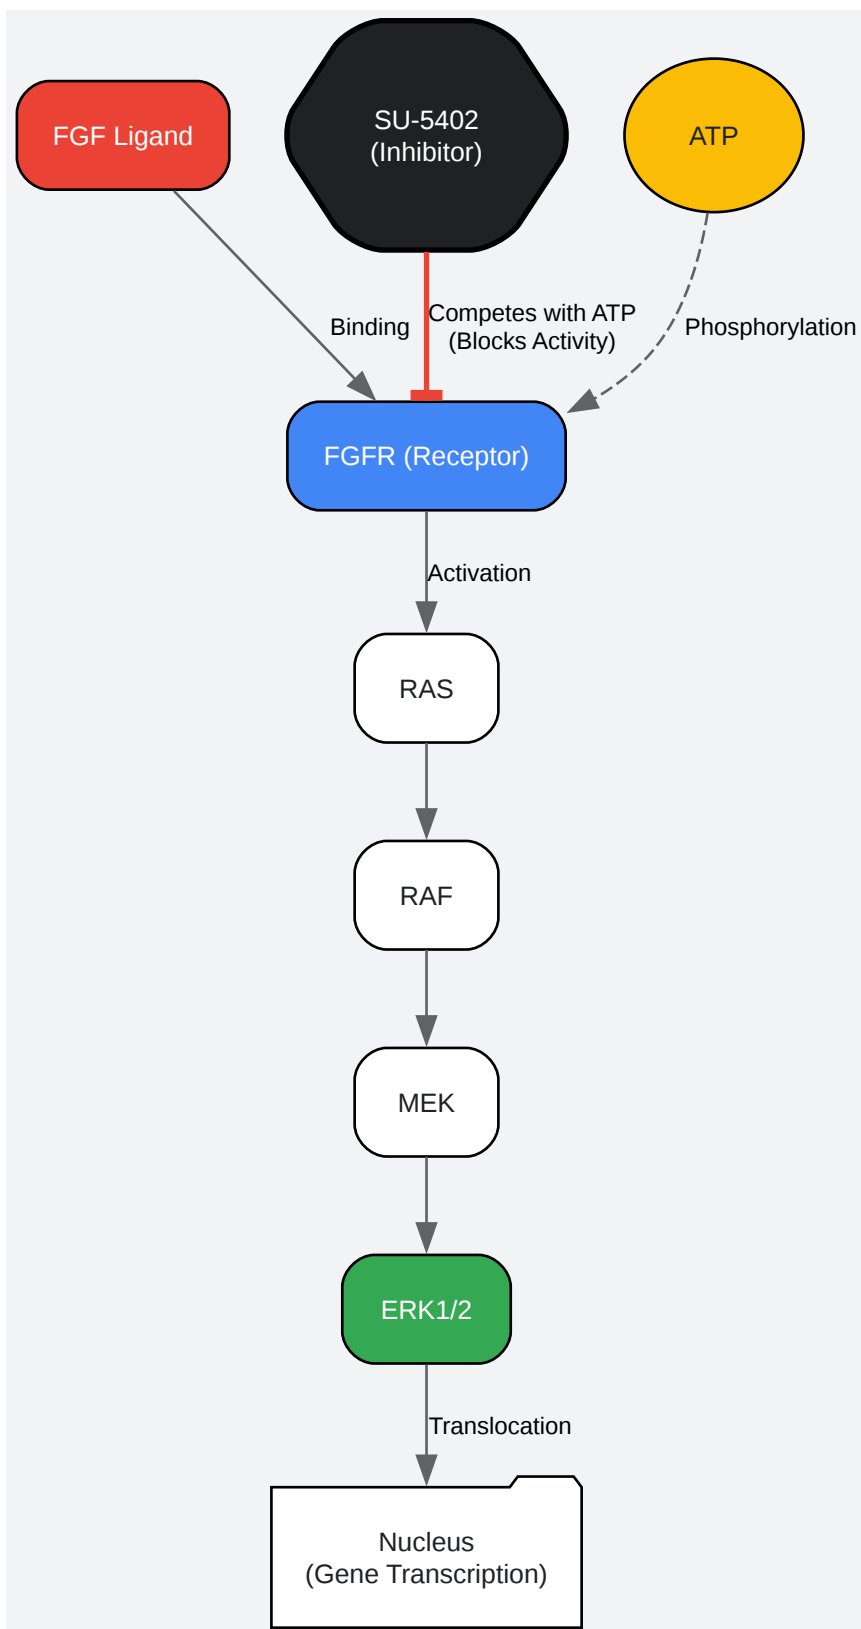 FGF Ligand
SU-5402
(Inhibitor)
ATP
Binding
Competes with ATP
(Blocks Activity)
Phosphorylation
FGFR (Receptor)
Activation
RAS
RAF
MEK
ERK1/2
Translocation
Nucleus
(Gene Transcription)